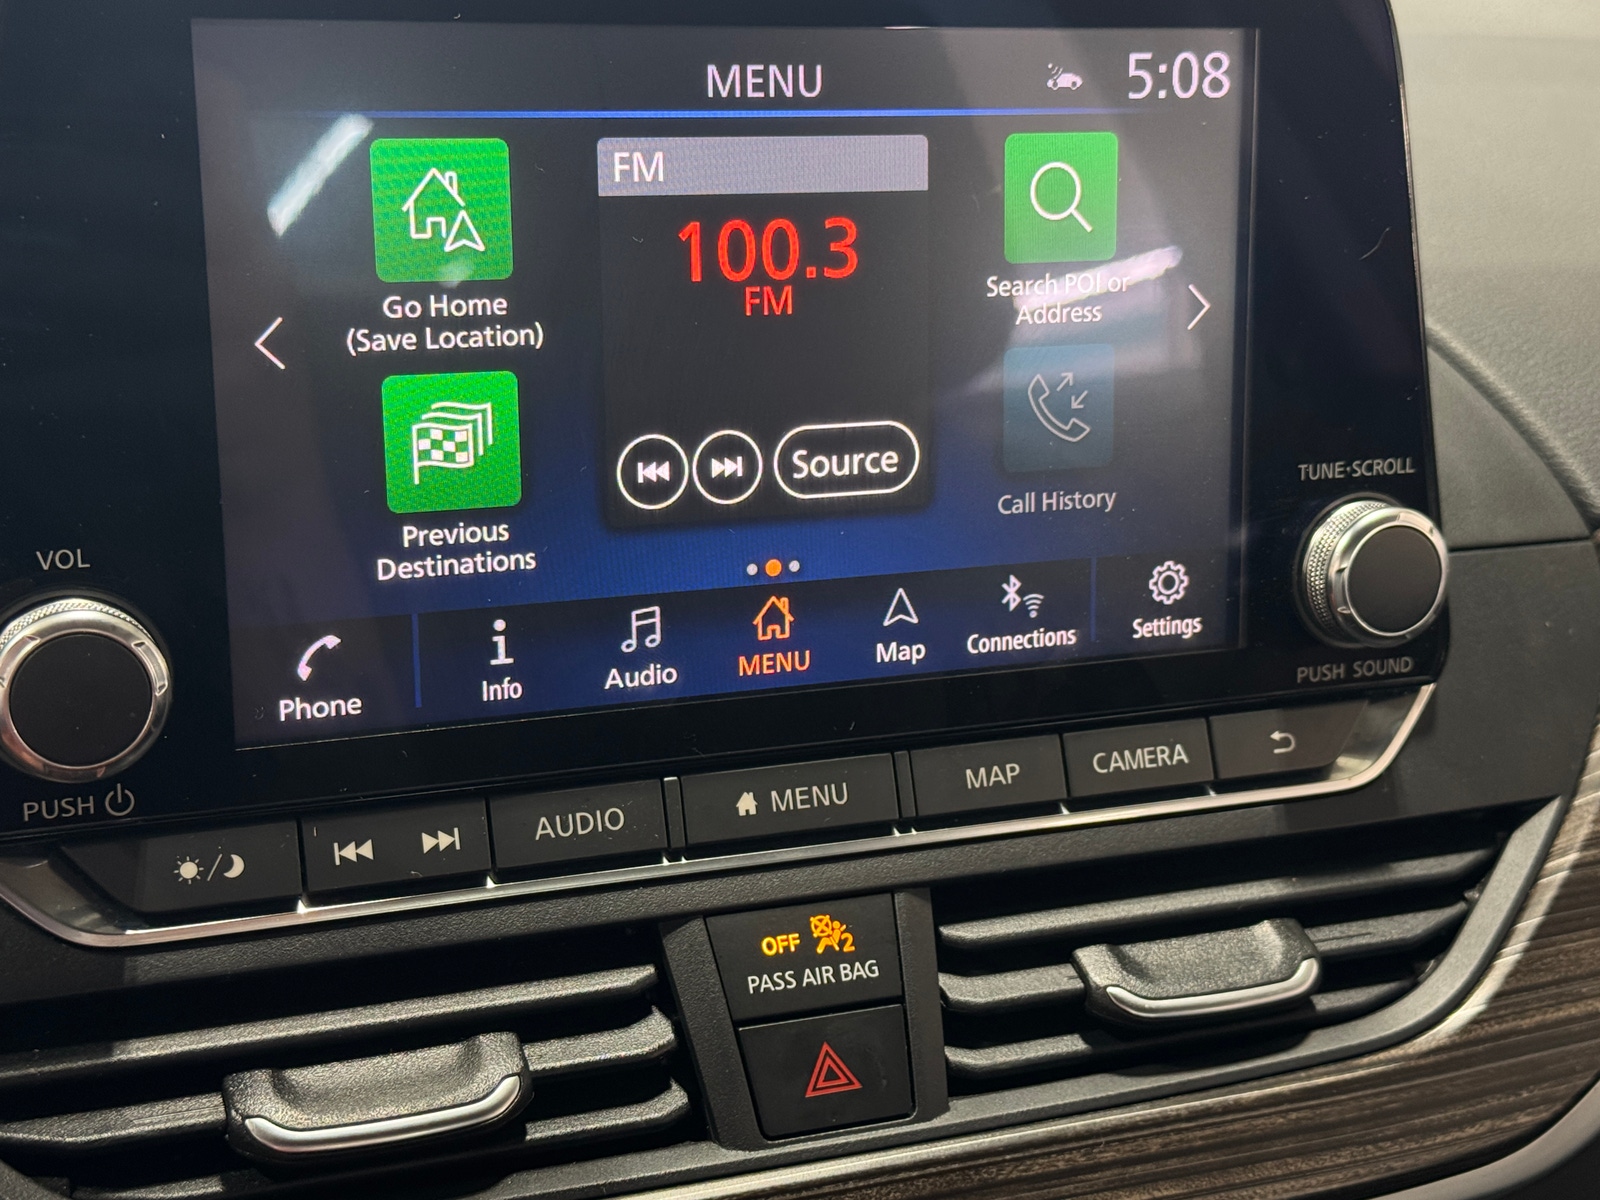 MENU
5:08
FM
100.3
FM
Source
Go Home
(Save Location)
Previous
Destinations
Search POI or
Address
Call History
Phone
Info
Audio
MENU
Map
Connections
Settings
VOL
PUSH
TUNE·SCROLL
PUSH SOUND
AUDIO
MENU
MAP
CAMERA
OFF 2
PASS AIR BAG